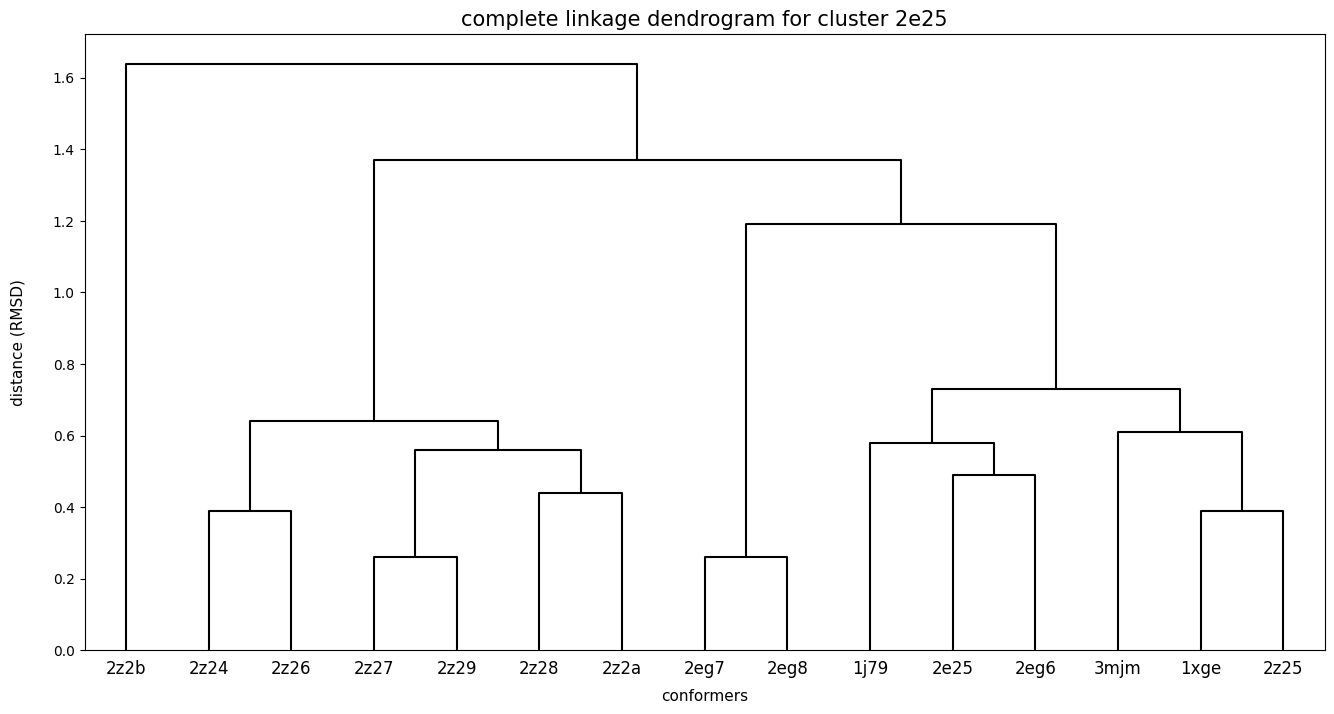 complete linkage dendrogram for cluster 2e25
distance (RMSD)
1.6
1.4
1.2
1.0
0.8
0.6
0.4
0.2
0.0
2z2b 2z24 2z26 2z27 2z29 2z28 2z2a 2eg7 2eg8 1j79 2e25 2eg6 3mjm 1xge 2z25
conformers